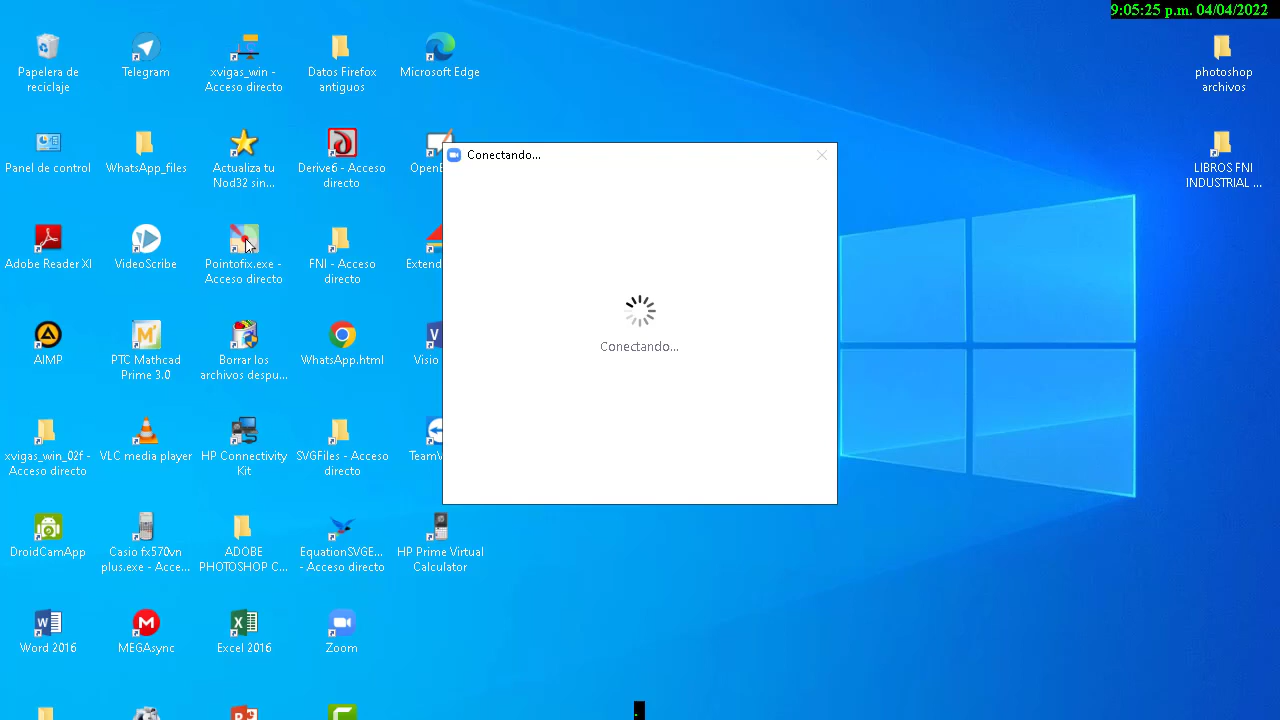 9:05:25 p.m. 04/04/2022
Papelera de
reciclaje
Telegram
xvigas_win -
Acceso directo
Datos Firefox
antiguos
Microsoft Edge
photoshop
archivos
Panel de control
WhatsApp_files
Actualiza tu
Nod32 sin...
Derive6 - Acceso
directo
LIBROS FNI
INDUSTRIAL ...
Conectando...
Adobe Reader XI
VideoScribe
Pointofix.exe -
Acceso directo
FNI - Acceso
directo
Extend
Conectando...
AIMP
PTC Mathcad
Prime 3.0
Borrar los
archivos despu...
WhatsApp.html
Visio
xvigas_win_02f -
Acceso directo
VLC media player
HP Connectivity
Kit
SVGFiles - Acceso
directo
DroidCamApp
Casio fx570vn
plus.exe - Acce...
ADOBE
PHOTOSHOP C...
EquationSVGE...
- Acceso directo
HP Prime Virtual
Calculator
Word 2016
MEGAsync
Excel 2016
Zoom